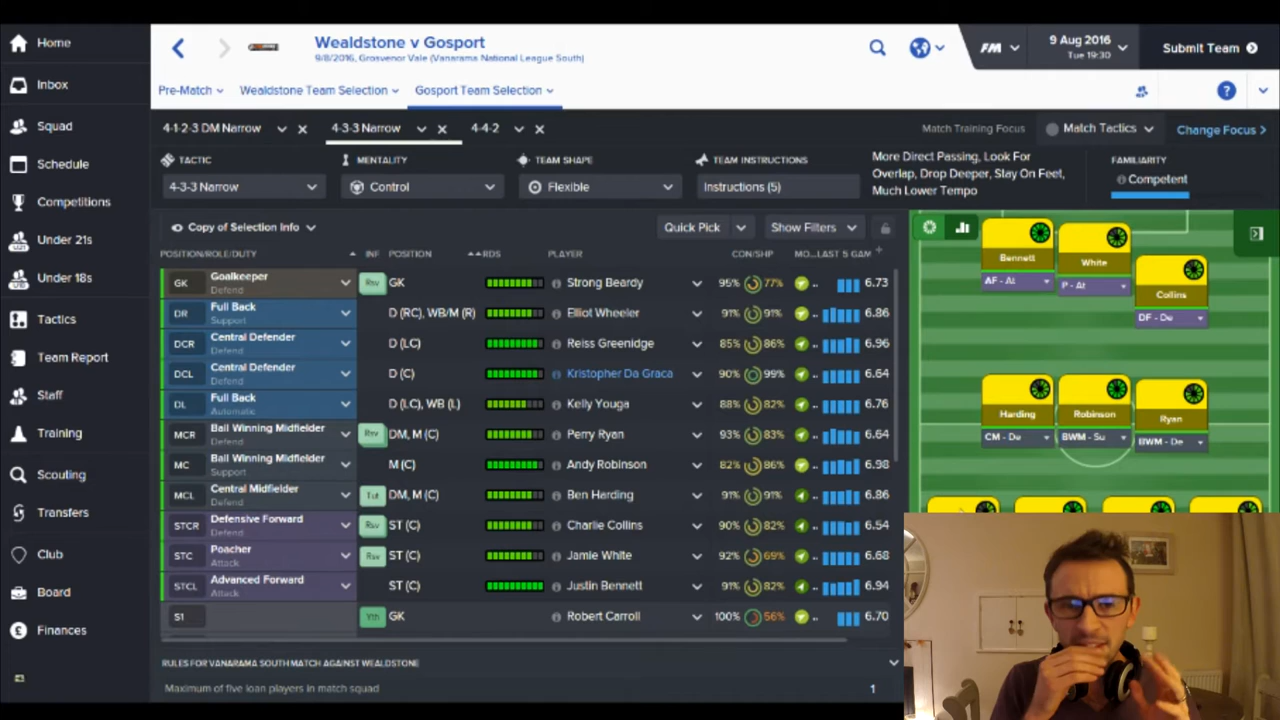 Home
Inbox
Squad
Schedule
Competitions
Under 21s
Under 18s
Tactics
Team Report
Staff
Training
Scouting
Transfers
Club
Board
Finances
Wealdstone v Gosport
9/8/2016, Grosvenor Vale (Vanarama National League South)
FM
9 Aug 2016
Tue 19:30
Submit Team
Pre-Match
Wealdstone Team Selection
Gosport Team Selection
4-1-2-3 DM Narrow
4-3-3 Narrow
4-4-2
Match Training Focus
Match Tactics
Change Focus
TACTIC
4-3-3 Narrow
MENTALITY
Control
TEAM SHAPE
Flexible
TEAM INSTRUCTIONS
Instructions (5)
More Direct Passing, Look For
Overlap, Drop Deeper, Stay On Feet,
Much Lower Tempo
FAMILIARITY
Competent
Copy of Selection Info
Quick Pick
Show Filters
POSITION/ROLE/DUTY INF POSITION RDS PLAYER CON/SHP MO... LAST 5 GAM
GK Goalkeeper Defend Rsv GK Strong Beardy 95% 77% 6.73
DR Full Back Support D (RC), WB/M (R) Elliot Wheeler 91% 91% 6.86
DCR Central Defender Defend D (LC) Reiss Greenidge 85% 86% 6.96
DCL Central Defender Defend D (C) Kristopher Da Graca 90% 99% 6.64
DL Full Back Automatic D (LC), WB (L) Kelly Youga 88% 82% 6.76
MCR Ball Winning Midfielder Defend Rsv DM, M (C) Perry Ryan 93% 83% 6.64
MC Ball Winning Midfielder Support M (C) Andy Robinson 82% 86% 6.98
MCL Central Midfielder Defend Tut DM, M (C) Ben Harding 91% 91% 6.86
STCR Defensive Forward Defend Rsv ST (C) Charlie Collins 90% 82% 6.54
STC Poacher Attack Rsv ST (C) Jamie White 92% 69% 6.68
STCL Advanced Forward Attack ST (C) Justin Bennett 91% 82% 6.94
S1 Yth GK Robert Carroll 100% 56% 6.70
RULES FOR VANARAMA SOUTH MATCH AGAINST WEALDSTONE
Maximum of five loan players in match squad 1
Bennett
AF - At
White
P - At
Collins
DF - De
Harding
CM - De
Robinson
BWM - Su
Ryan
BWM - De